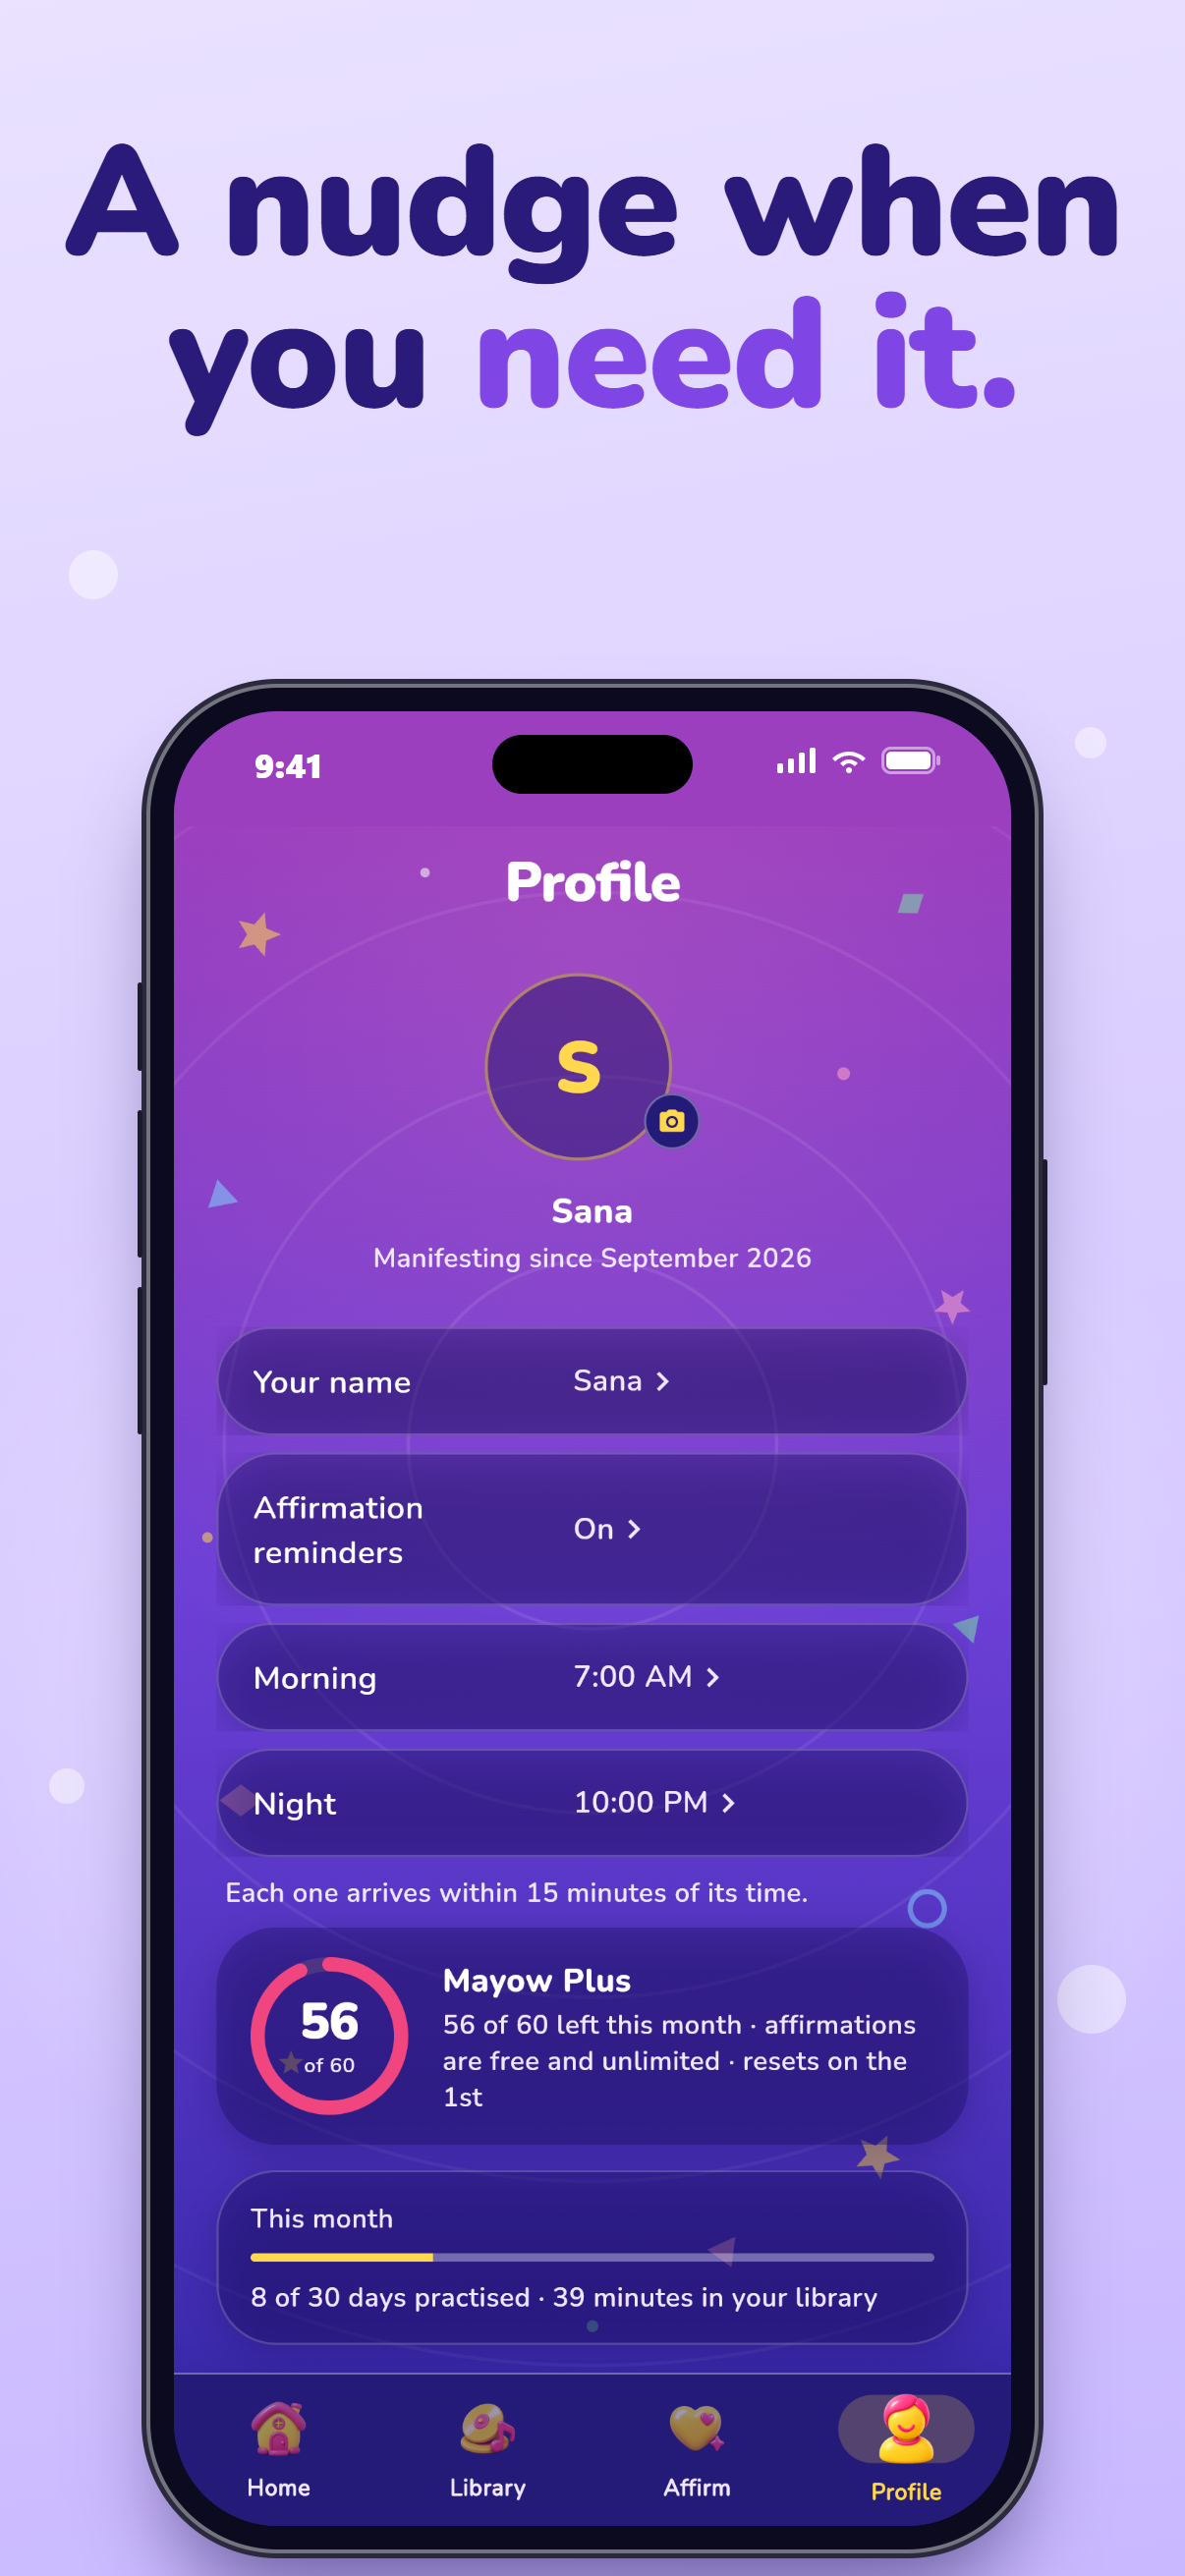 A nudge when
you need it.
9:41
Profile
S
Sana
Manifesting since September 2026
Your name
Sana
Affirmation
reminders
On
Morning
7:00 AM
Night
10:00 PM
Each one arrives within 15 minutes of its time.
56
of 60
Mayow Plus
56 of 60 left this month · affirmations
are free and unlimited · resets on the
1st
This month
8 of 30 days practised · 39 minutes in your library
Home
Library
Affirm
Profile